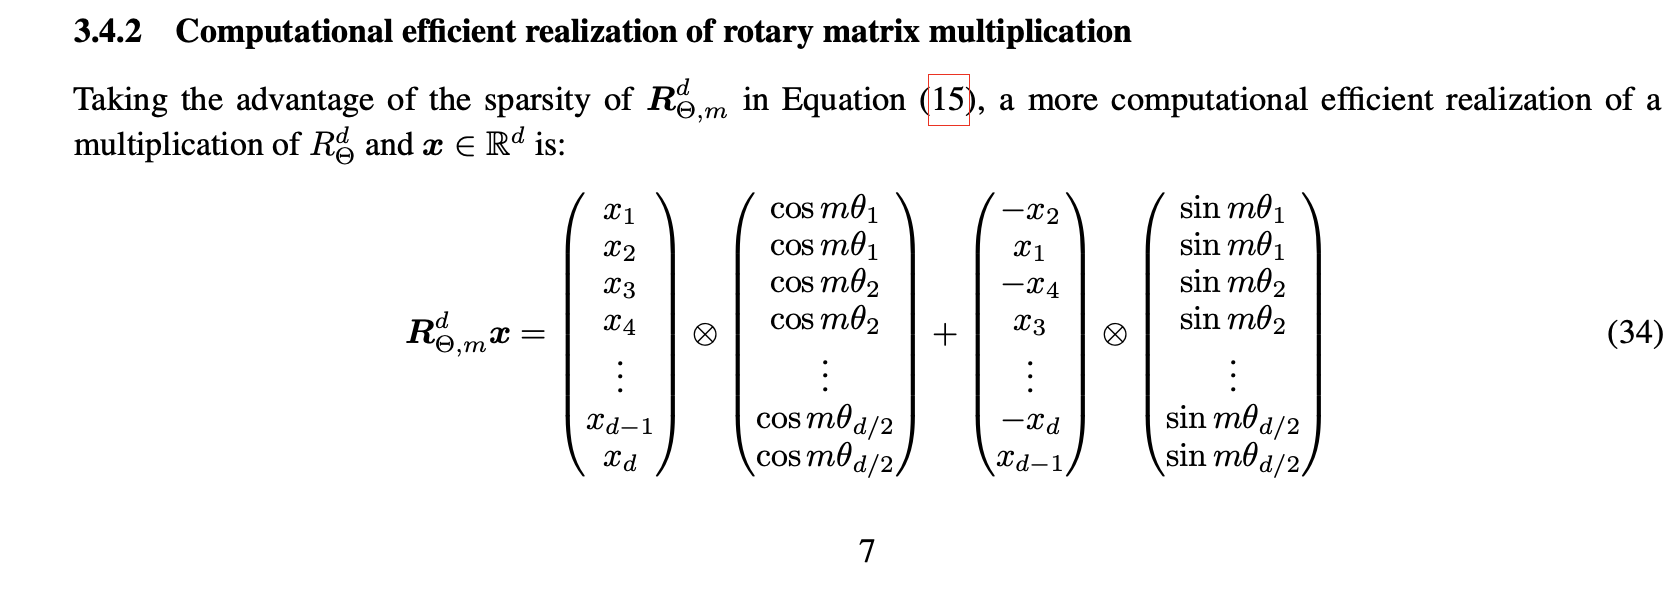 3.4.2 Computational efficient realization of rotary matrix multiplication
Taking the advantage of the sparsity of $\boldsymbol{R}^d_{\Theta,m}$ in Equation (15), a more computational efficient realization of a
multiplication of $R^d_{\Theta}$ and $\boldsymbol{x} \in \mathbb{R}^d$ is:
$$\boldsymbol{R}^d_{\Theta,m}\boldsymbol{x} = \begin{pmatrix} x_1 \\ x_2 \\ x_3 \\ x_4 \\ \vdots \\ x_{d-1} \\ x_d \end{pmatrix} \otimes \begin{pmatrix} \cos m\theta_1 \\ \cos m\theta_1 \\ \cos m\theta_2 \\ \cos m\theta_2 \\ \vdots \\ \cos m\theta_{d/2} \\ \cos m\theta_{d/2} \end{pmatrix} + \begin{pmatrix} -x_2 \\ x_1 \\ -x_4 \\ x_3 \\ \vdots \\ -x_d \\ x_{d-1} \end{pmatrix} \otimes \begin{pmatrix} \sin m\theta_1 \\ \sin m\theta_1 \\ \sin m\theta_2 \\ \sin m\theta_2 \\ \vdots \\ \sin m\theta_{d/2} \\ \sin m\theta_{d/2} \end{pmatrix} \quad (34)$$
7